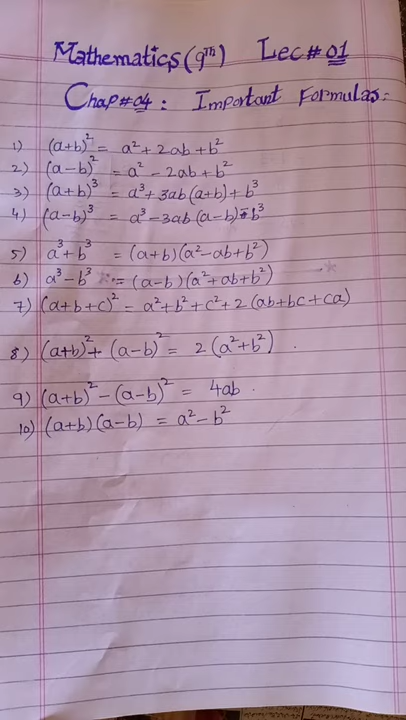 Mathematics (9th) Lec # 01
Chap # 04 : Important Formulas :
1) (a+b)² = a² + 2ab + b²
2) (a-b)² = a² - 2ab + b²
3) (a+b)³ = a³ + 3ab (a+b) + b³
4) (a-b)³ = a³ - 3ab (a-b) - b³
5) a³ + b³ = (a+b) (a² - ab + b²)
6) a³ - b³ = (a-b) (a² + ab + b²)
7) (a+b+c)² = a² + b² + c² + 2 (ab + bc + ca)
8) (a+b)² + (a-b)² = 2 (a² + b²) .
9) (a+b)² - (a-b)² = 4ab .
10) (a+b) (a-b) = a² - b²